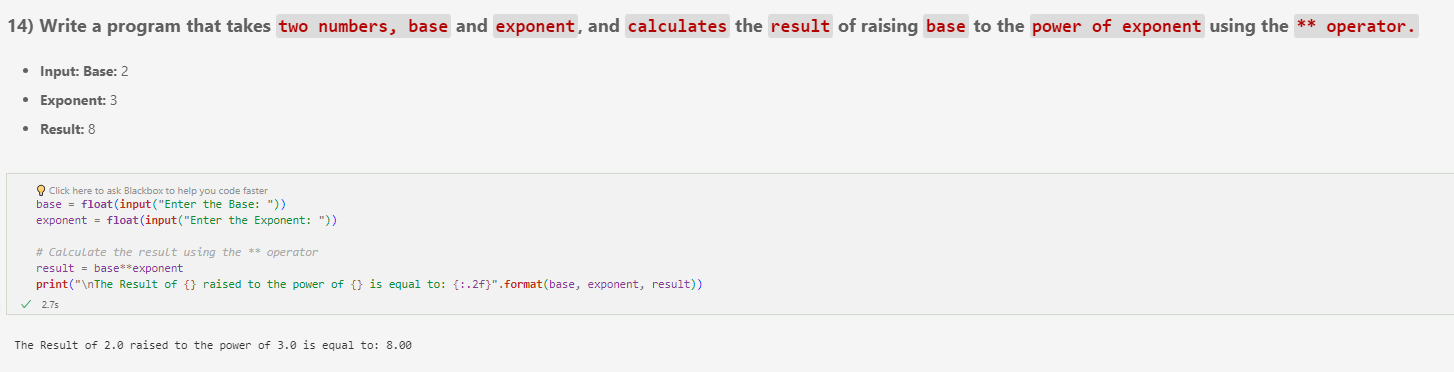 14) Write a program that takes two numbers, base and exponent, and calculates the result of raising base to the power of exponent using the ** operator.
• Input: Base: 2
• Exponent: 3
• Result: 8
Click here to ask Blackbox to help you code faster
base = float(input("Enter the Base: "))
exponent = float(input("Enter the Exponent: "))
# Calculate the result using the ** operator
result = base**exponent
print("\nThe Result of {} raised to the power of {} is equal to: {:.2f}".format(base, exponent, result))
2.7s
The Result of 2.0 raised to the power of 3.0 is equal to: 8.00